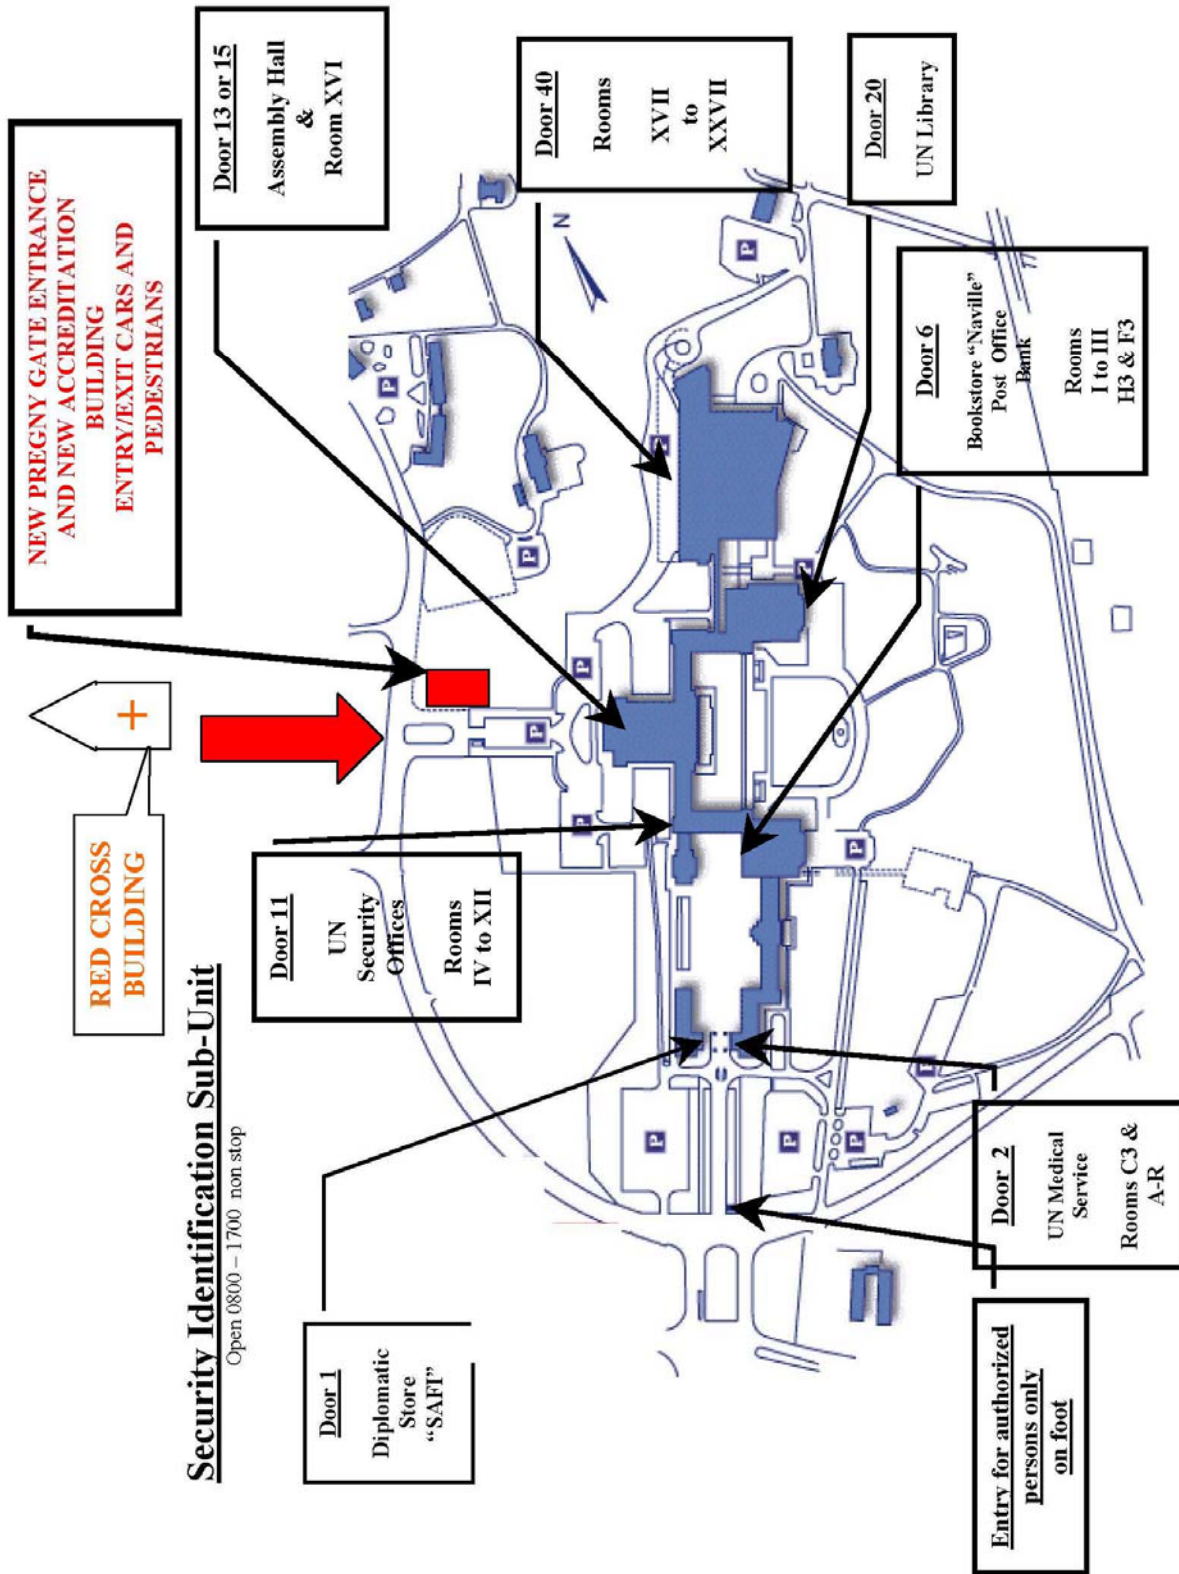 Security Identification Sub-Unit
Open 0800 – 1700 non stop
RED CROSS
BUILDING
NEW PREGNY GATE ENTRANCE
AND NEW ACCREDITATION
BUILDING
ENTRY/EXIT CARS AND
PEDESTRIANS
Door 1
Diplomatic
Store
“SAFI”
Door 11
UN
Security
Offices
Rooms
IV to XII
Door 13 or 15
Assembly Hall
&
Room XVI
Door 40
Rooms
XVII
to
XXVII
Door 20
UN Library
Door 6
Bookstore “Naville”
Post Office
Bank
Rooms
I to III
H3 & F3
Door 2
UN Medical
Service
Rooms C3 &
A-R
Entry for authorized
persons only
on foot
N
P
P
P
P
P
P
P
P
P
P
P
P
P